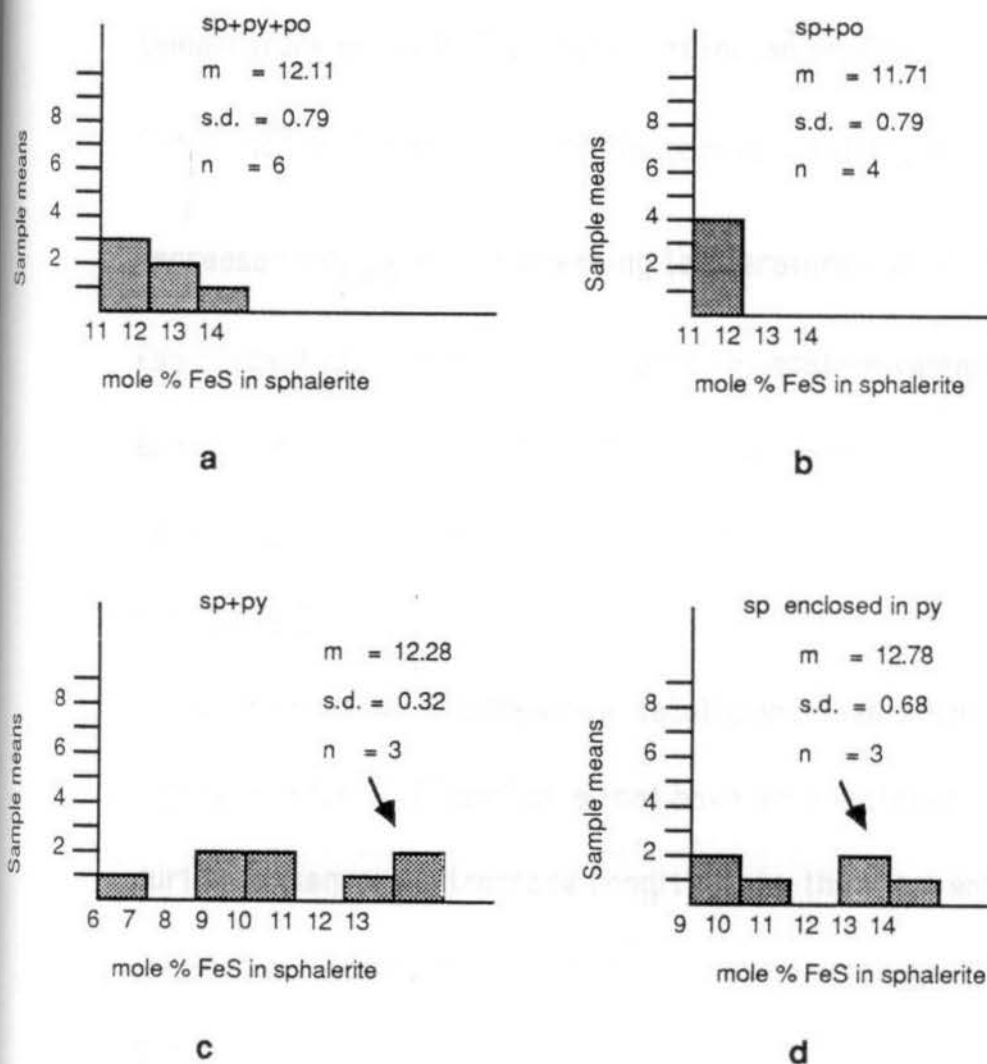 sp+py+po
m = 12.11
s.d. = 0.79
n = 6
Sample means
8
6
4
2
11 12 13 14
mole % FeS in sphalerite
a
sp+po
m = 11.71
s.d. = 0.79
n = 4
Sample means
8
6
4
2
11 12 13 14
mole % FeS in sphalerite
b
sp+py
m = 12.28
s.d. = 0.32
n = 3
Sample means
8
6
4
2
6 7 8 9 10 11 12 13
mole % FeS in sphalerite
c
sp enclosed in py
m = 12.78
s.d. = 0.68
n = 3
Sample means
8
6
4
2
9 10 11 12 13 14
mole % FeS in sphalerite
d